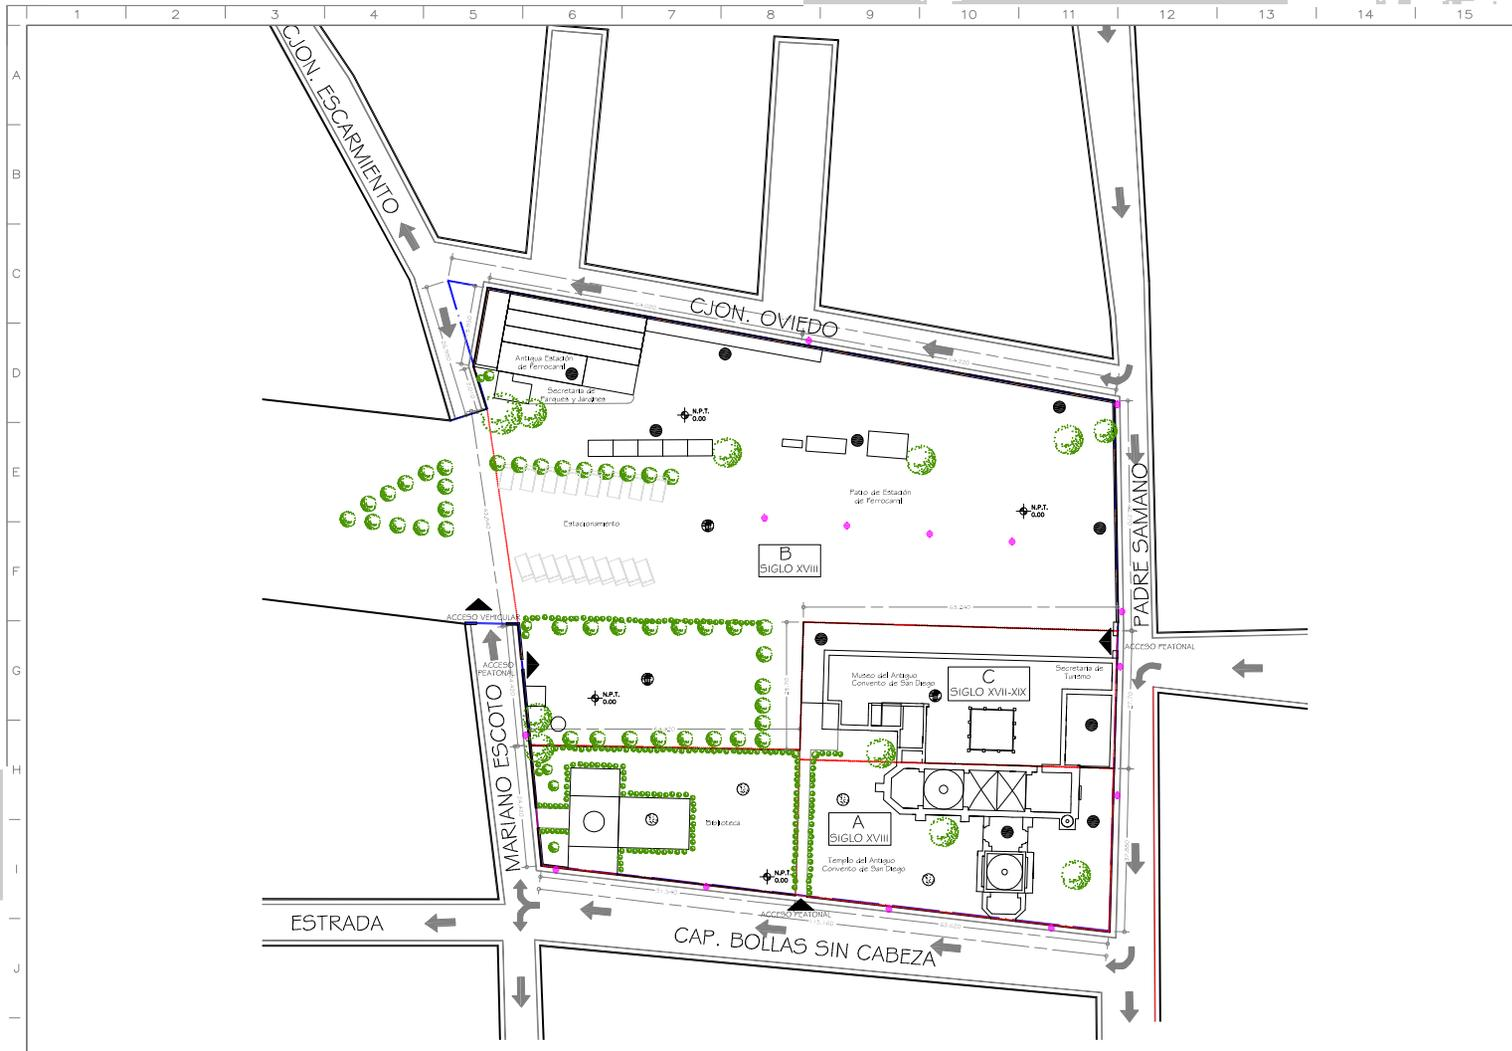 1 2 3 4 5 6 7 8 9 10 11 12 13 14 15
A
B
C
D
E
F
G
H
I
J
CJON. ESCARMIENTO
CJON. OVIEDO
Antigua Estación
de Ferrocarril
Secretaría de
Parques y Jardines
N.P.T.
0.00
Patio de Estación
de Ferrocarril
N.P.T.
0.00
Estacionamiento
PADRE SAMANO
B
SIGLO XVIII
ACCESO VEHICULAR
ACCESO
PEATONAL
ACCESO PEATONAL
Museo del Antiguo
Convento de San Diego
C
SIGLO XVII-XIX
Secretaría de
Turismo
N.P.T.
0.00
MARIANO ESCOTO
Biblioteca
A
SIGLO XVIII
Templo del Antiguo
Convento de San Diego
N.P.T.
0.00
ACCESO PEATONAL
ESTRADA
CAP. BOLLAS SIN CABEZA